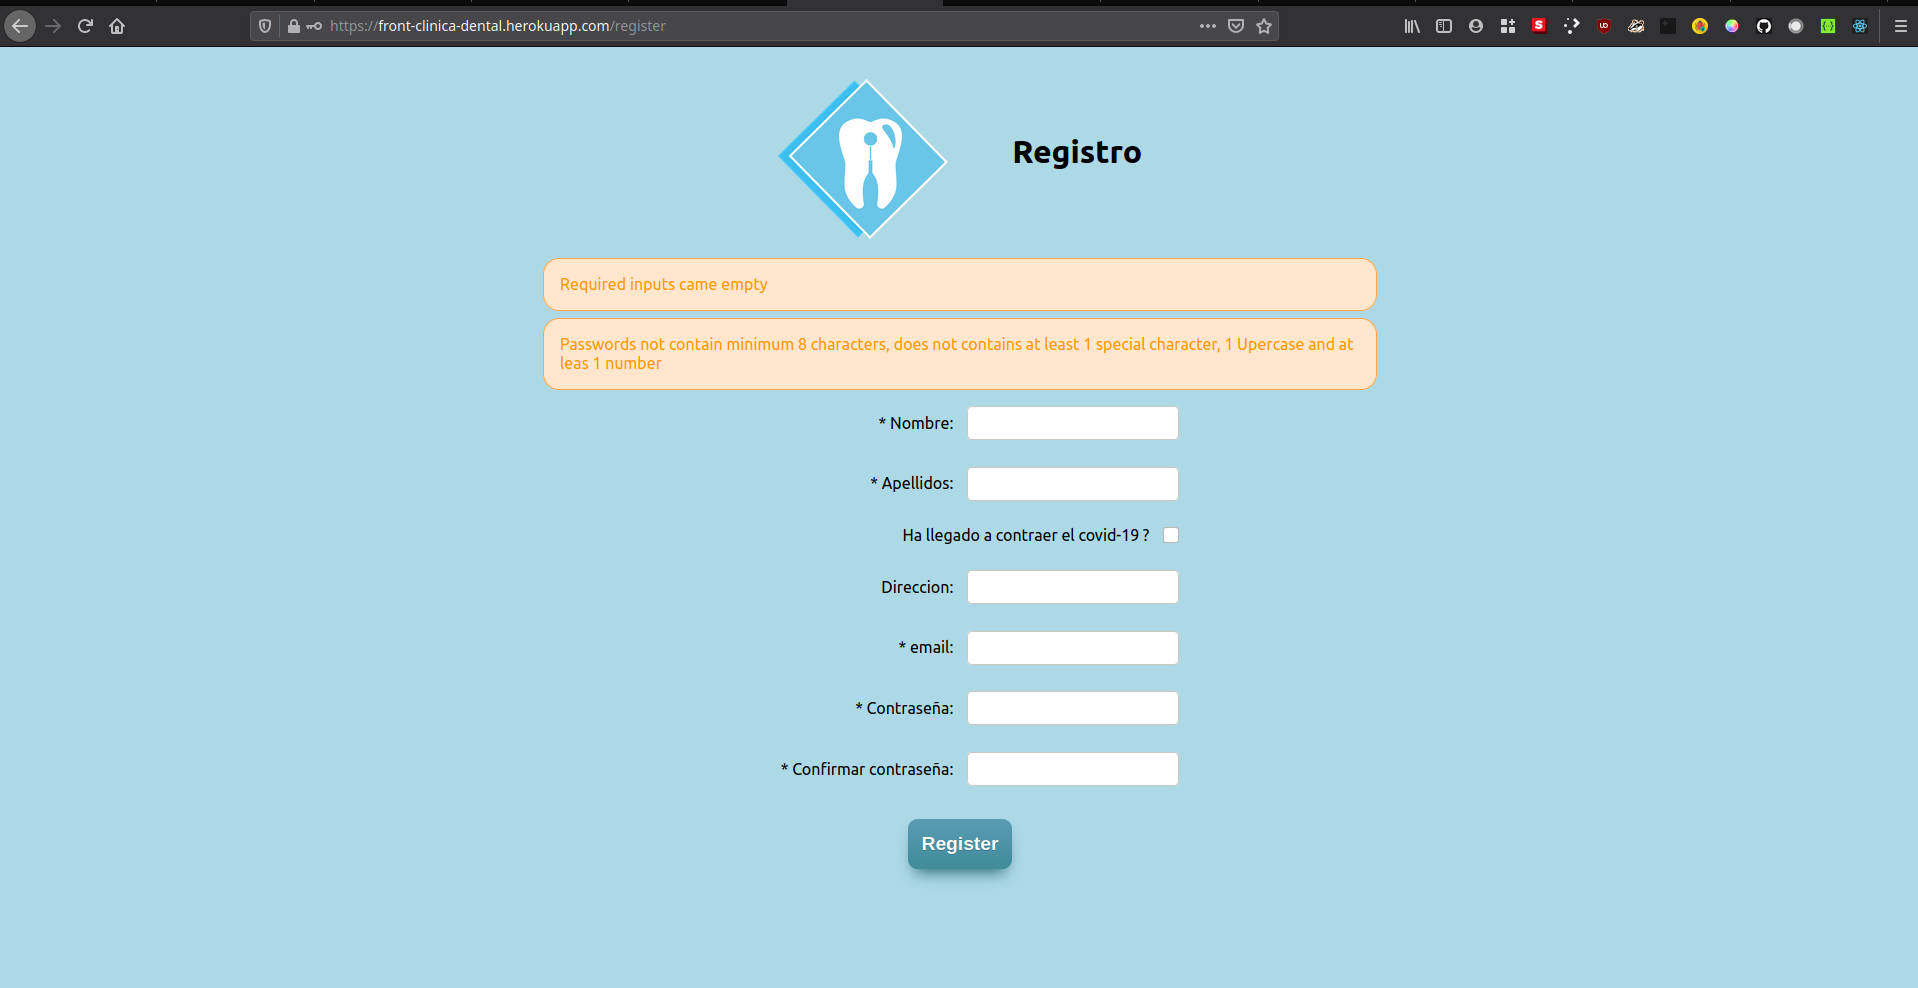 https://front-clinica-dental.herokuapp.com/register
Registro
Required inputs came empty
Passwords not contain minimum 8 characters, does not contains at least 1 special character, 1 Upercase and at
leas 1 number
* Nombre:
* Apellidos:
Ha llegado a contraer el covid-19 ?
Direccion:
* email:
* Contraseña:
* Confirmar contraseña:
Register